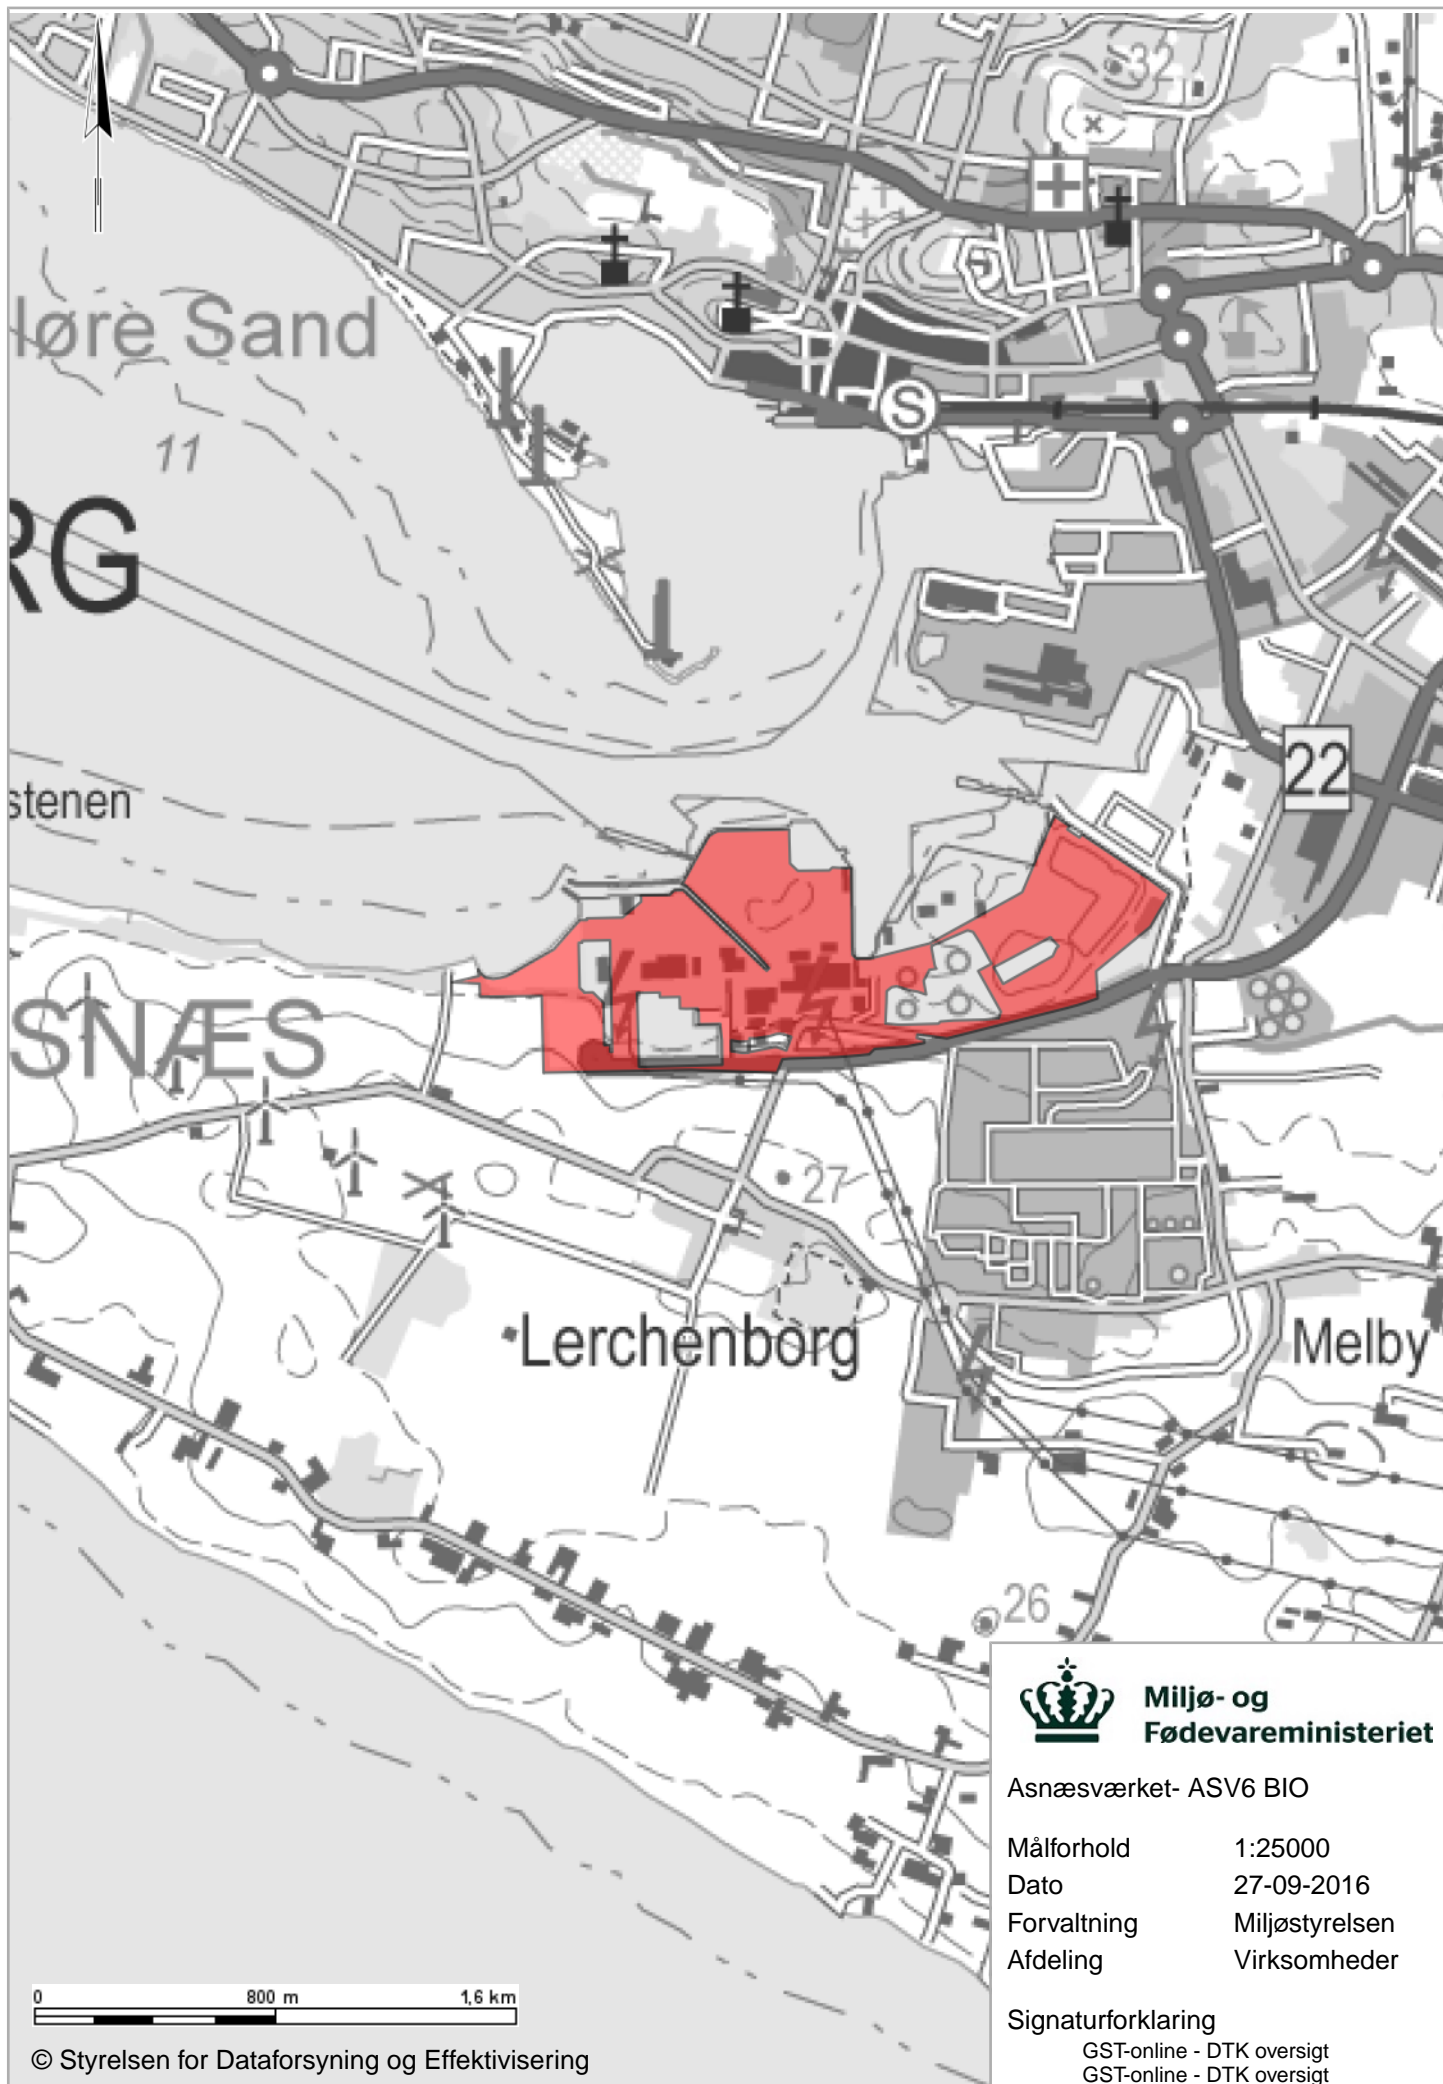 32
løre Sand
S
11
RG
22
stenen
SNÆS
27
Lerchenborg
Melby
26
Miljø- og
Fødevareministeriet
Asnæsværket- ASV6 BIO
Målforhold 1:25000
Dato 27-09-2016
Forvaltning Miljøstyrelsen
Afdeling Virksomheder
Signaturforklaring
GST-online - DTK oversigt
GST-online - DTK oversigt
0 800 m 1,6 km
© Styrelsen for Dataforsyning og Effektivisering